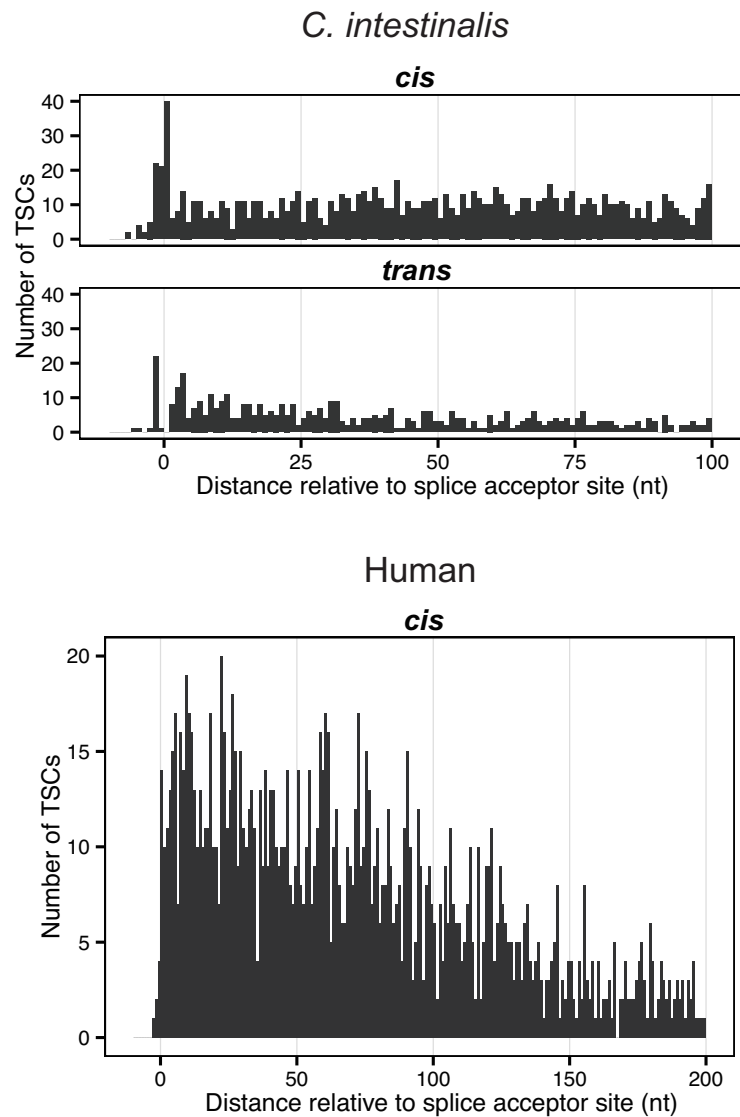 C. intestinalis
cis
40
30
20
10
0
trans
40
30
20
10
0
Number of TSCs
0 25 50 75 100
Distance relative to splice acceptor site (nt)
Human
cis
20
15
10
5
0
Number of TSCs
0 50 100 150 200
Distance relative to splice acceptor site (nt)